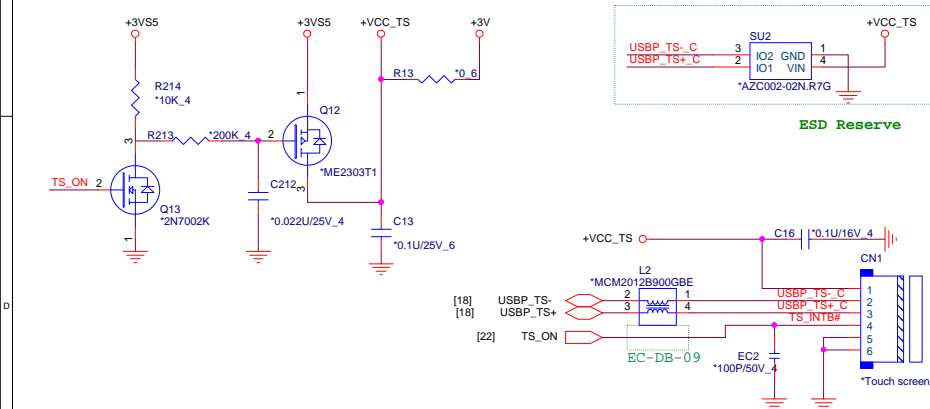 +3VS5
+3VS5
+VCC_TS
+3V
+VCC_TS
R214
*10K_4
R13
*0_6
SU2
USBP_TS-_C
3
IO2
GND
1
USBP_TS+_C
2
IO1
VIN
4
*AZC002-02N.R7G
ESD Reserve
1
Q12
3
R213
*200K_4
2
*ME2303T1
3
TS_ON
2
Q13
*2N7002K
1
C212
*0.022U/25V_4
C13
*0.1U/25V_6
+VCC_TS
C16
*0.1U/16V_4
CN1
L2
*MCM2012B900GBE
[18]
USBP_TS-
2
1
USBP_TS-_C
[18]
USBP_TS+
3
4
USBP_TS+_C
TS_INTB#
[22]
TS_ON
1
2
3
4
5
6
EC-DB-09
EC2
*100P/50V_4
*Touch screen
D